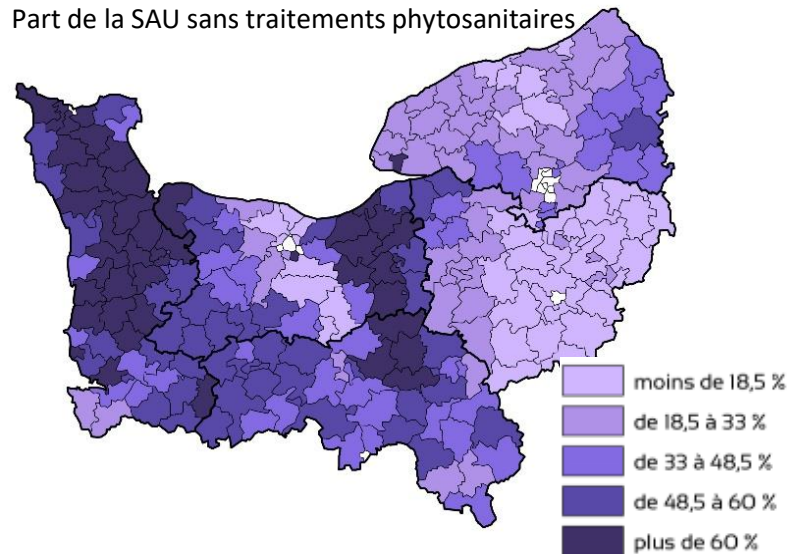 Part de la SAU sans traitements phytosanitaires
moins de 18,5 %
de 18,5 à 33 %
de 33 à 48,5 %
de 48,5 à 60 %
plus de 60 %